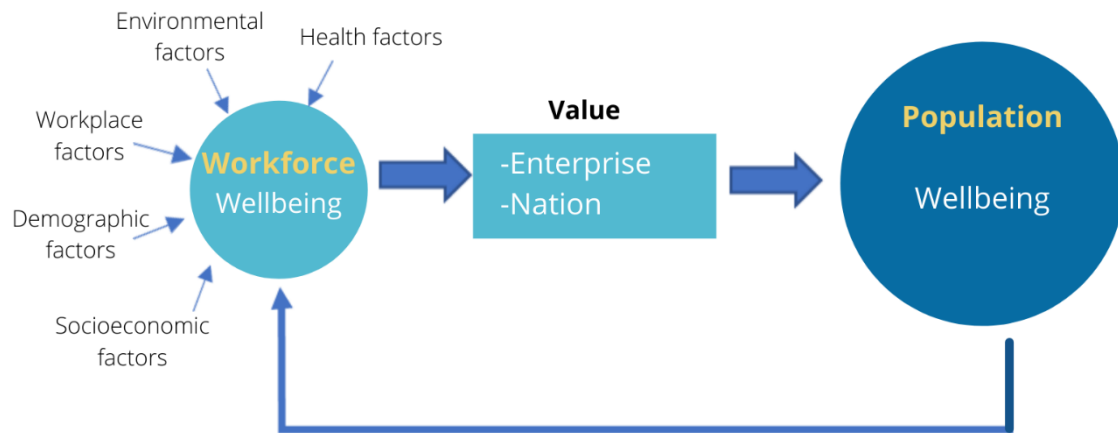 Environmental
factors
Health factors
Workplace
factors
Demographic
factors
Socioeconomic
factors
Workforce
Wellbeing
Value
-Enterprise
-Nation
Population
Wellbeing